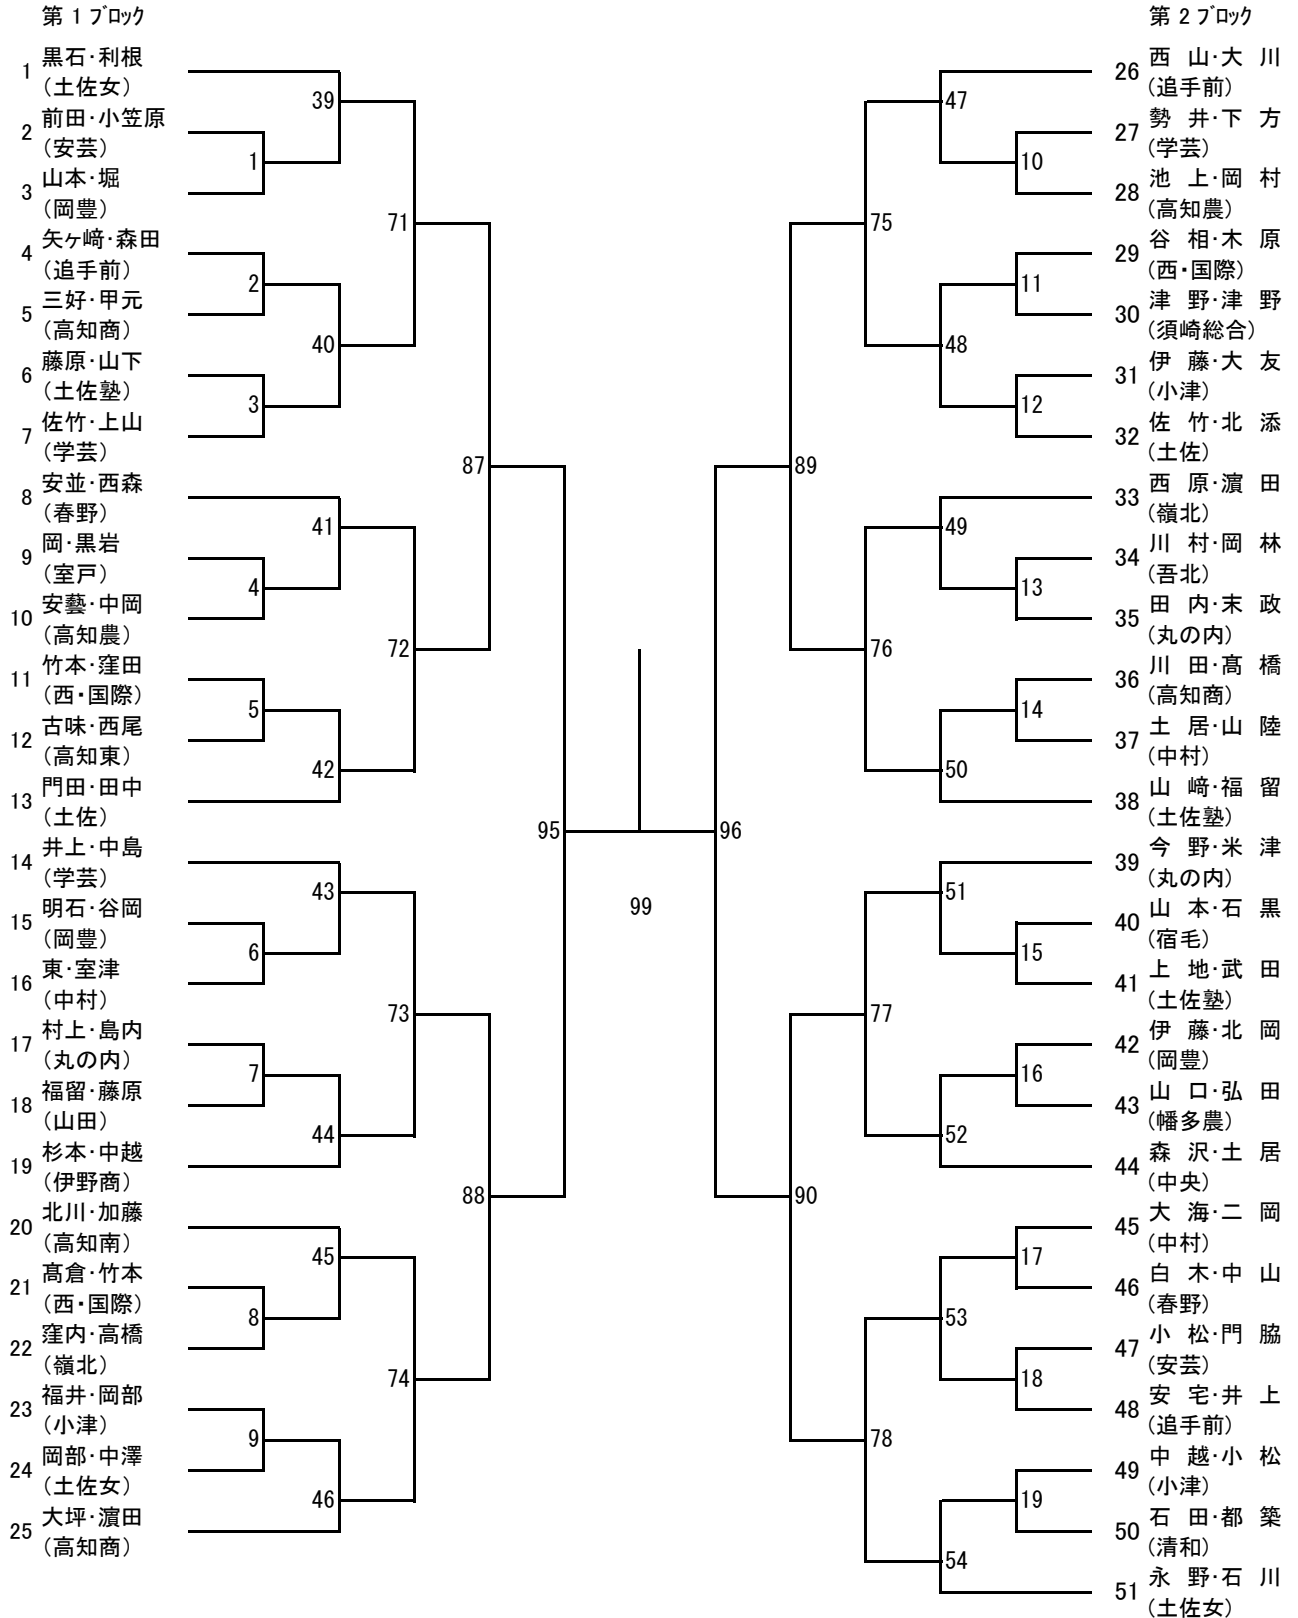 第１ブロック
1 黒石・利根
(土佐女)
39
2 前田・小笠原
(安芸)
1
3 山本・堀
(岡豊)
71
4 矢ヶ﨑・森田
(追手前)
2
5 三好・甲元
(高知商)
40
6 藤原・山下
(土佐塾)
3
7 佐竹・上山
(学芸)
87
8 安並・西森
(春野)
41
9 岡・黒岩
(室戸)
4
10 安藝・中岡
(高知農)
72
11 竹本・窪田
(西・国際)
5
12 古味・西尾
(高知東)
42
13 門田・田中
(土佐)
95
14 井上・中島
(学芸)
43
15 明石・谷岡
(岡豊)
6
16 東・室津
(中村)
73
17 村上・島内
(丸の内)
7
18 福留・藤原
(山田)
44
19 杉本・中越
(伊野商)
88
20 北川・加藤
(高知南)
45
21 髙倉・竹本
(西・国際)
8
22 窪内・高橋
(嶺北)
74
23 福井・岡部
(小津)
9
24 岡部・中澤
(土佐女)
46
25 大坪・濵田
(高知商)
99
第２ブロック
26 西 山・大 川
(追手前)
47
27 勢 井・下 方
(学芸)
10
28 池 上・岡 村
(高知農)
75
29 谷 相・木 原
(西・国際)
11
30 津 野・津 野
(須崎総合)
48
31 伊 藤・大 友
(小津)
12
32 佐 竹・北 添
(土佐)
89
33 西 原・濵 田
(嶺北)
49
34 川 村・岡 林
(吾北)
13
35 田 内・末 政
(丸の内)
76
36 川 田・髙 橋
(高知商)
14
37 土 居・山 陸
(中村)
50
38 山 﨑・福 留
(土佐塾)
96
39 今 野・米 津
(丸の内)
51
40 山 本・石 黒
(宿毛)
15
41 上 地・武 田
(土佐塾)
77
42 伊 藤・北 岡
(岡豊)
16
43 山 口・弘 田
(幡多農)
52
44 森 沢・土 居
(中央)
90
45 大 海・二 岡
(中村)
17
46 白 木・中 山
(春野)
53
47 小 松・門 脇
(安芸)
18
48 安 宅・井 上
(追手前)
78
49 中 越・小 松
(小津)
19
50 石 田・都 築
(清和)
54
51 永 野・石 川
(土佐女)